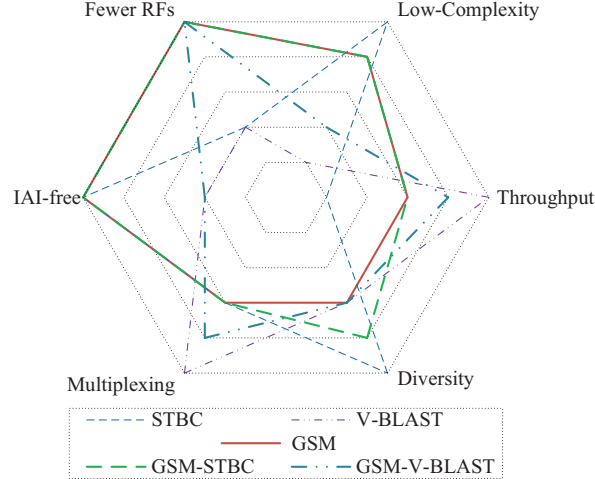 Fewer RFs
Low-Complexity
IAI-free
Throughput
Multiplexing
Diversity
STBC
V-BLAST
GSM
GSM-STBC
GSM-V-BLAST